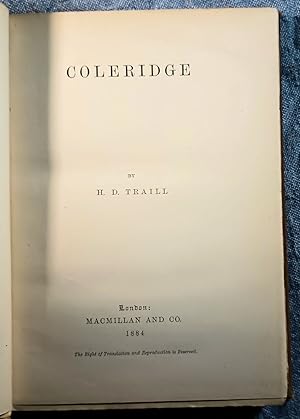 COLERIDGE
BY
H. D. TRAILL
London:
MACMILLAN AND CO.
1884
The Right of Translation and Reproduction is Reserved.